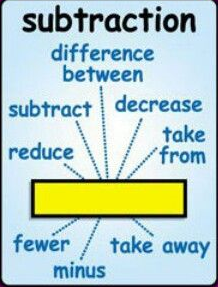 subtraction
difference
between
subtract
decrease
reduce
take
from
fewer
take away
minus